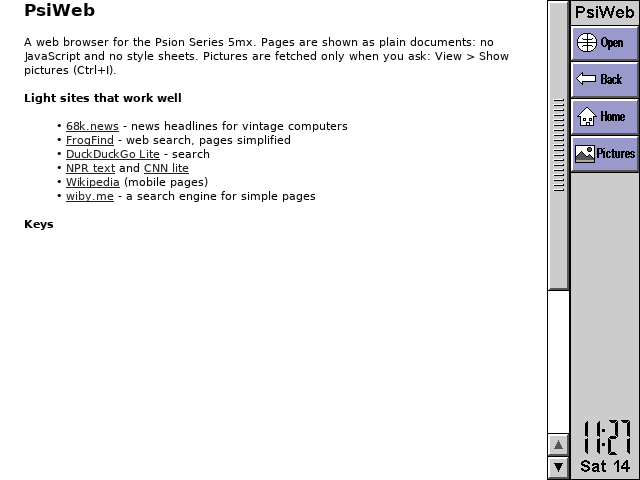 PsiWeb
A web browser for the Psion Series 5mx. Pages are shown as plain documents: no
JavaScript and no style sheets. Pictures are fetched only when you ask: View > Show
pictures (Ctrl+I).
Light sites that work well
• 68k.news - news headlines for vintage computers
• FrogFind - web search, pages simplified
• DuckDuckGo Lite - search
• NPR text and CNN lite
• Wikipedia (mobile pages)
• wiby.me - a search engine for simple pages
Keys
PsiWeb
Open
Back
Home
Pictures
11:27
Sat 14